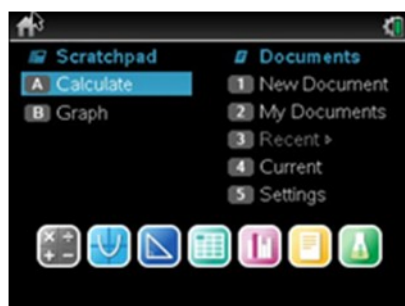 Scratchpad
A Calculate
B Graph
Documents
1 New Document
2 My Documents
3 Recent ▸
4 Current
5 Settings